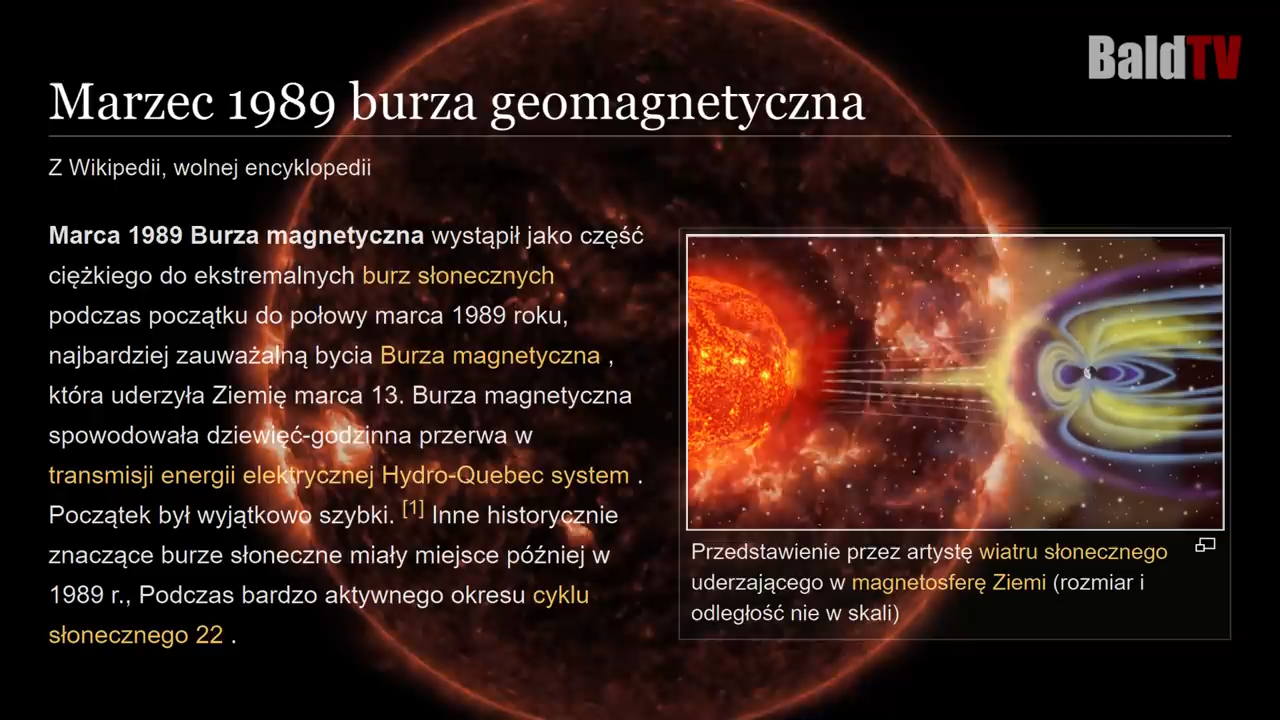 BaldTV
Marzec 1989 burza geomagnetyczna
Z Wikipedii, wolnej encyklopedii
Marca 1989 Burza magnetyczna wystąpił jako część
ciężkiego do ekstremalnych burz słonecznych
podczas początku do połowy marca 1989 roku,
najbardziej zauważalną bycia Burza magnetyczna ,
która uderzyła Ziemię marca 13. Burza magnetyczna
spowodowała dziewięć-godzinna przerwa w
transmisji energii elektrycznej Hydro-Quebec system .
Początek był wyjątkowo szybki. [1] Inne historycznie
znaczące burze słoneczne miały miejsce później w
1989 r., Podczas bardzo aktywnego okresu cyklu
słonecznego 22 .
Przedstawienie przez artystę wiatru słonecznego
uderzającego w magnetosferę Ziemi (rozmiar i
odległość nie w skali)